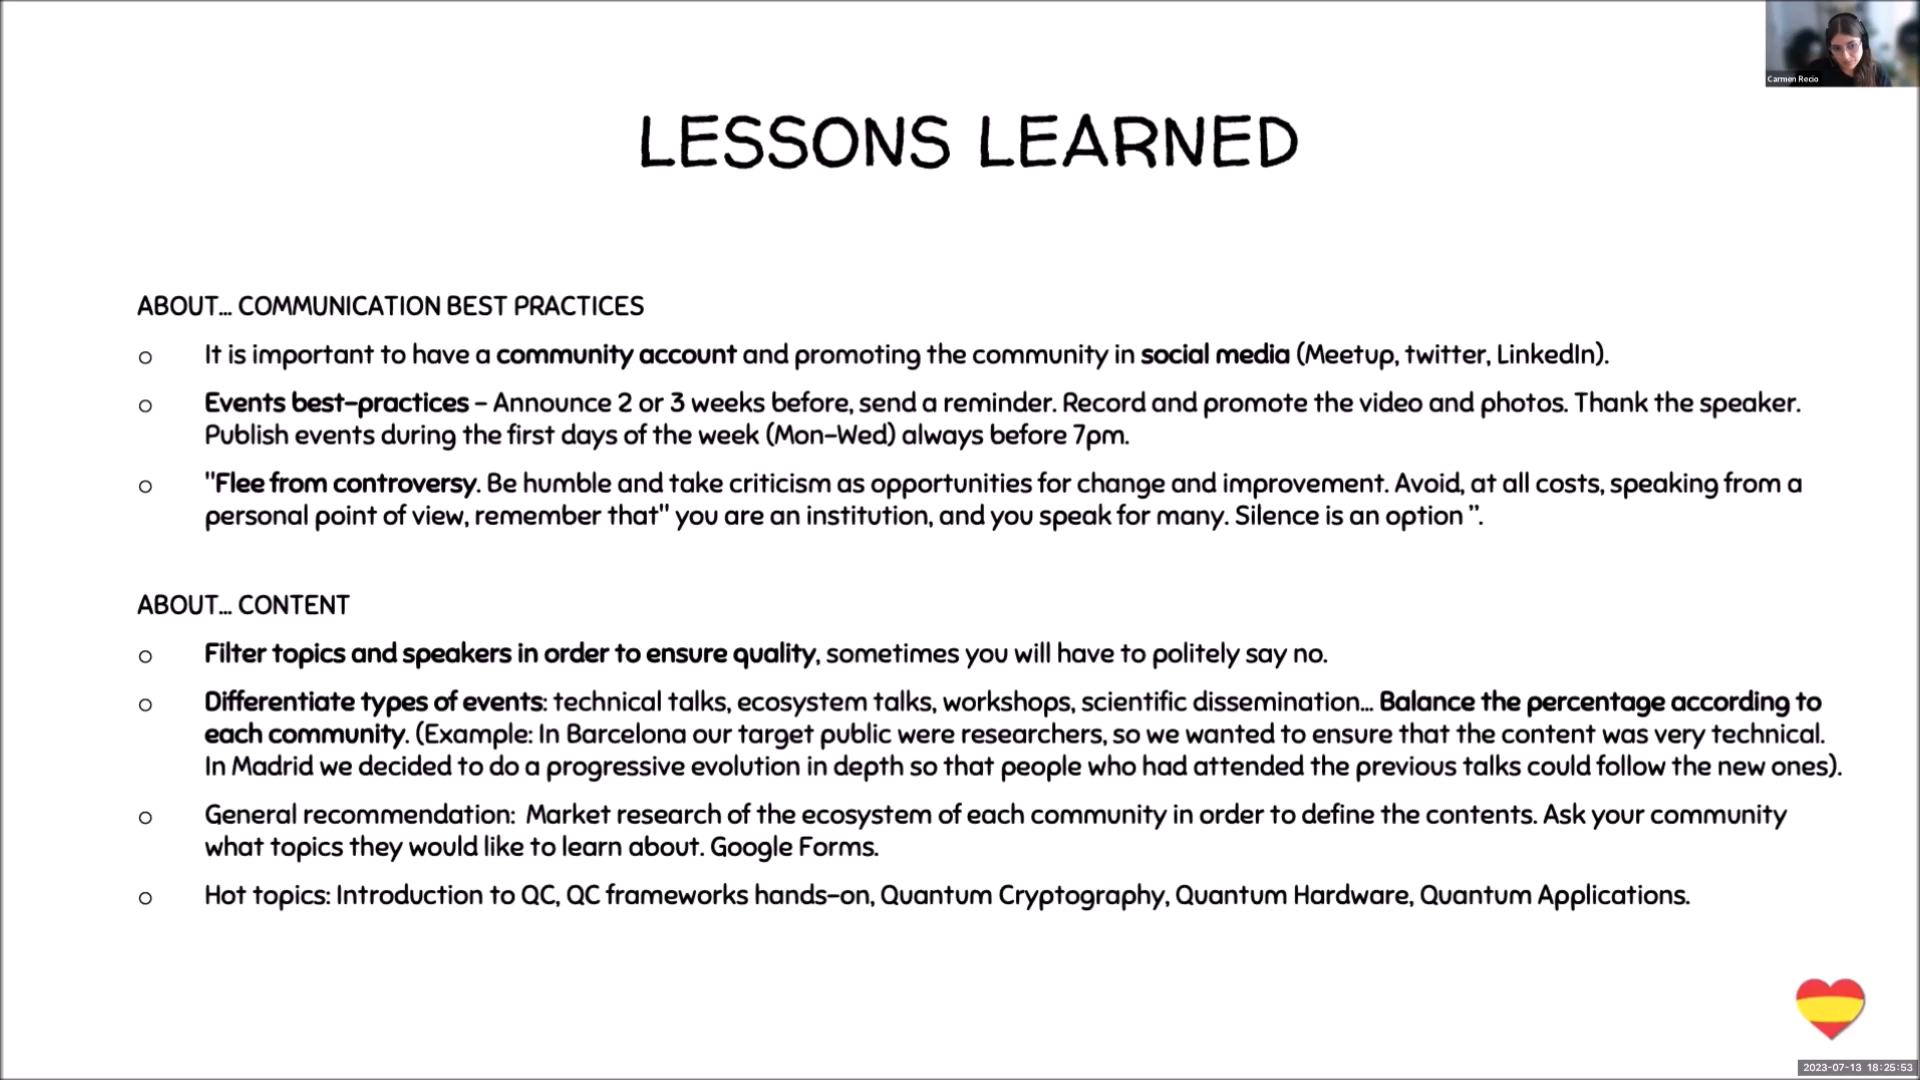 Carmen Recio
LESSONS LEARNED
ABOUT... COMMUNICATION BEST PRACTICES
o It is important to have a community account and promoting the community in social media (Meetup, twitter, LinkedIn).
o Events best-practices - Announce 2 or 3 weeks before, send a reminder. Record and promote the video and photos. Thank the speaker.
Publish events during the first days of the week (Mon-Wed) always before 7pm.
o "Flee from controversy. Be humble and take criticism as opportunities for change and improvement. Avoid, at all costs, speaking from a
personal point of view, remember that" you are an institution, and you speak for many. Silence is an option ”.
ABOUT... CONTENT
o Filter topics and speakers in order to ensure quality, sometimes you will have to politely say no.
o Differentiate types of events: technical talks, ecosystem talks, workshops, scientific dissemination... Balance the percentage according to
each community. (Example: In Barcelona our target public were researchers, so we wanted to ensure that the content was very technical.
In Madrid we decided to do a progressive evolution in depth so that people who had attended the previous talks could follow the new ones).
o General recommendation: Market research of the ecosystem of each community in order to define the contents. Ask your community
what topics they would like to learn about. Google Forms.
o Hot topics: Introduction to QC, QC frameworks hands-on, Quantum Cryptography, Quantum Hardware, Quantum Applications.
2023-07-13 18:25:53